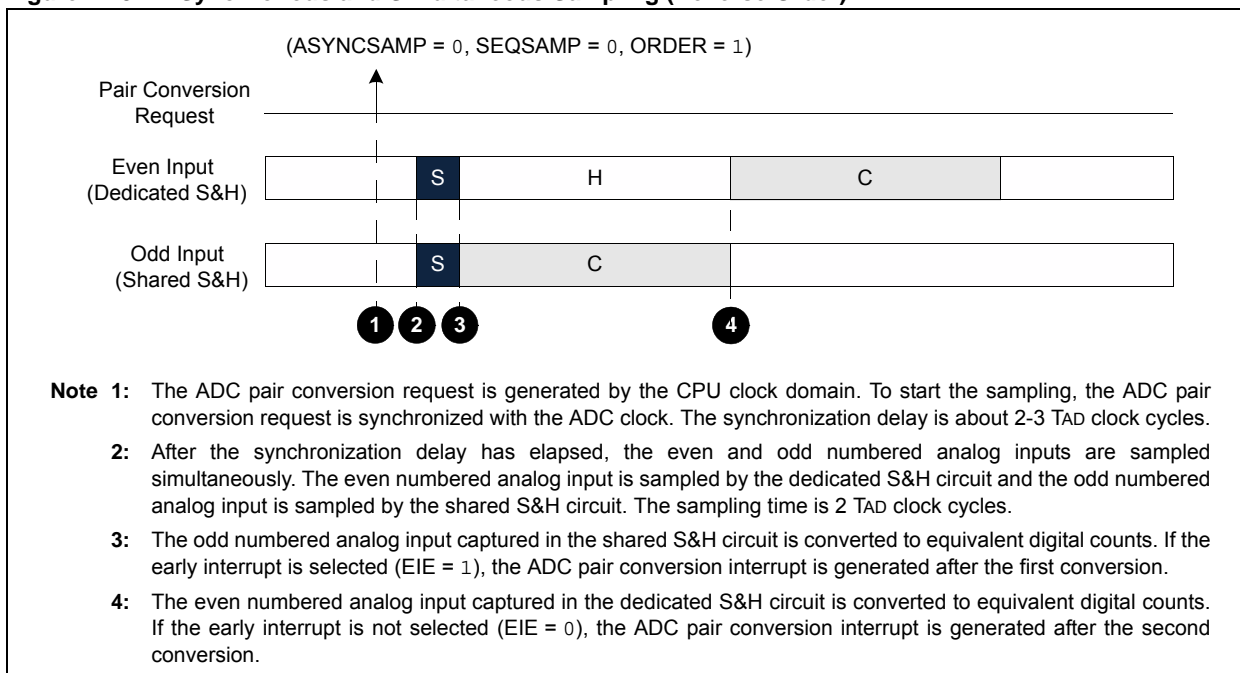 (ASYNCSAMP = 0, SEQSAMP = 0, ORDER = 1)
Pair Conversion
Request
Even Input
(Dedicated S&H)
S
H
C
Odd Input
(Shared S&H)
S
C
1
2
3
4
Note 1: The ADC pair conversion request is generated by the CPU clock domain. To start the sampling, the ADC pair
conversion request is synchronized with the ADC clock. The synchronization delay is about 2-3 TAD clock cycles.
2: After the synchronization delay has elapsed, the even and odd numbered analog inputs are sampled
simultaneously. The even numbered analog input is sampled by the dedicated S&H circuit and the odd numbered
analog input is sampled by the shared S&H circuit. The sampling time is 2 TAD clock cycles.
3: The odd numbered analog input captured in the shared S&H circuit is converted to equivalent digital counts. If the
early interrupt is selected (EIE = 1), the ADC pair conversion interrupt is generated after the first conversion.
4: The even numbered analog input captured in the dedicated S&H circuit is converted to equivalent digital counts.
If the early interrupt is not selected (EIE = 0), the ADC pair conversion interrupt is generated after the second
conversion.